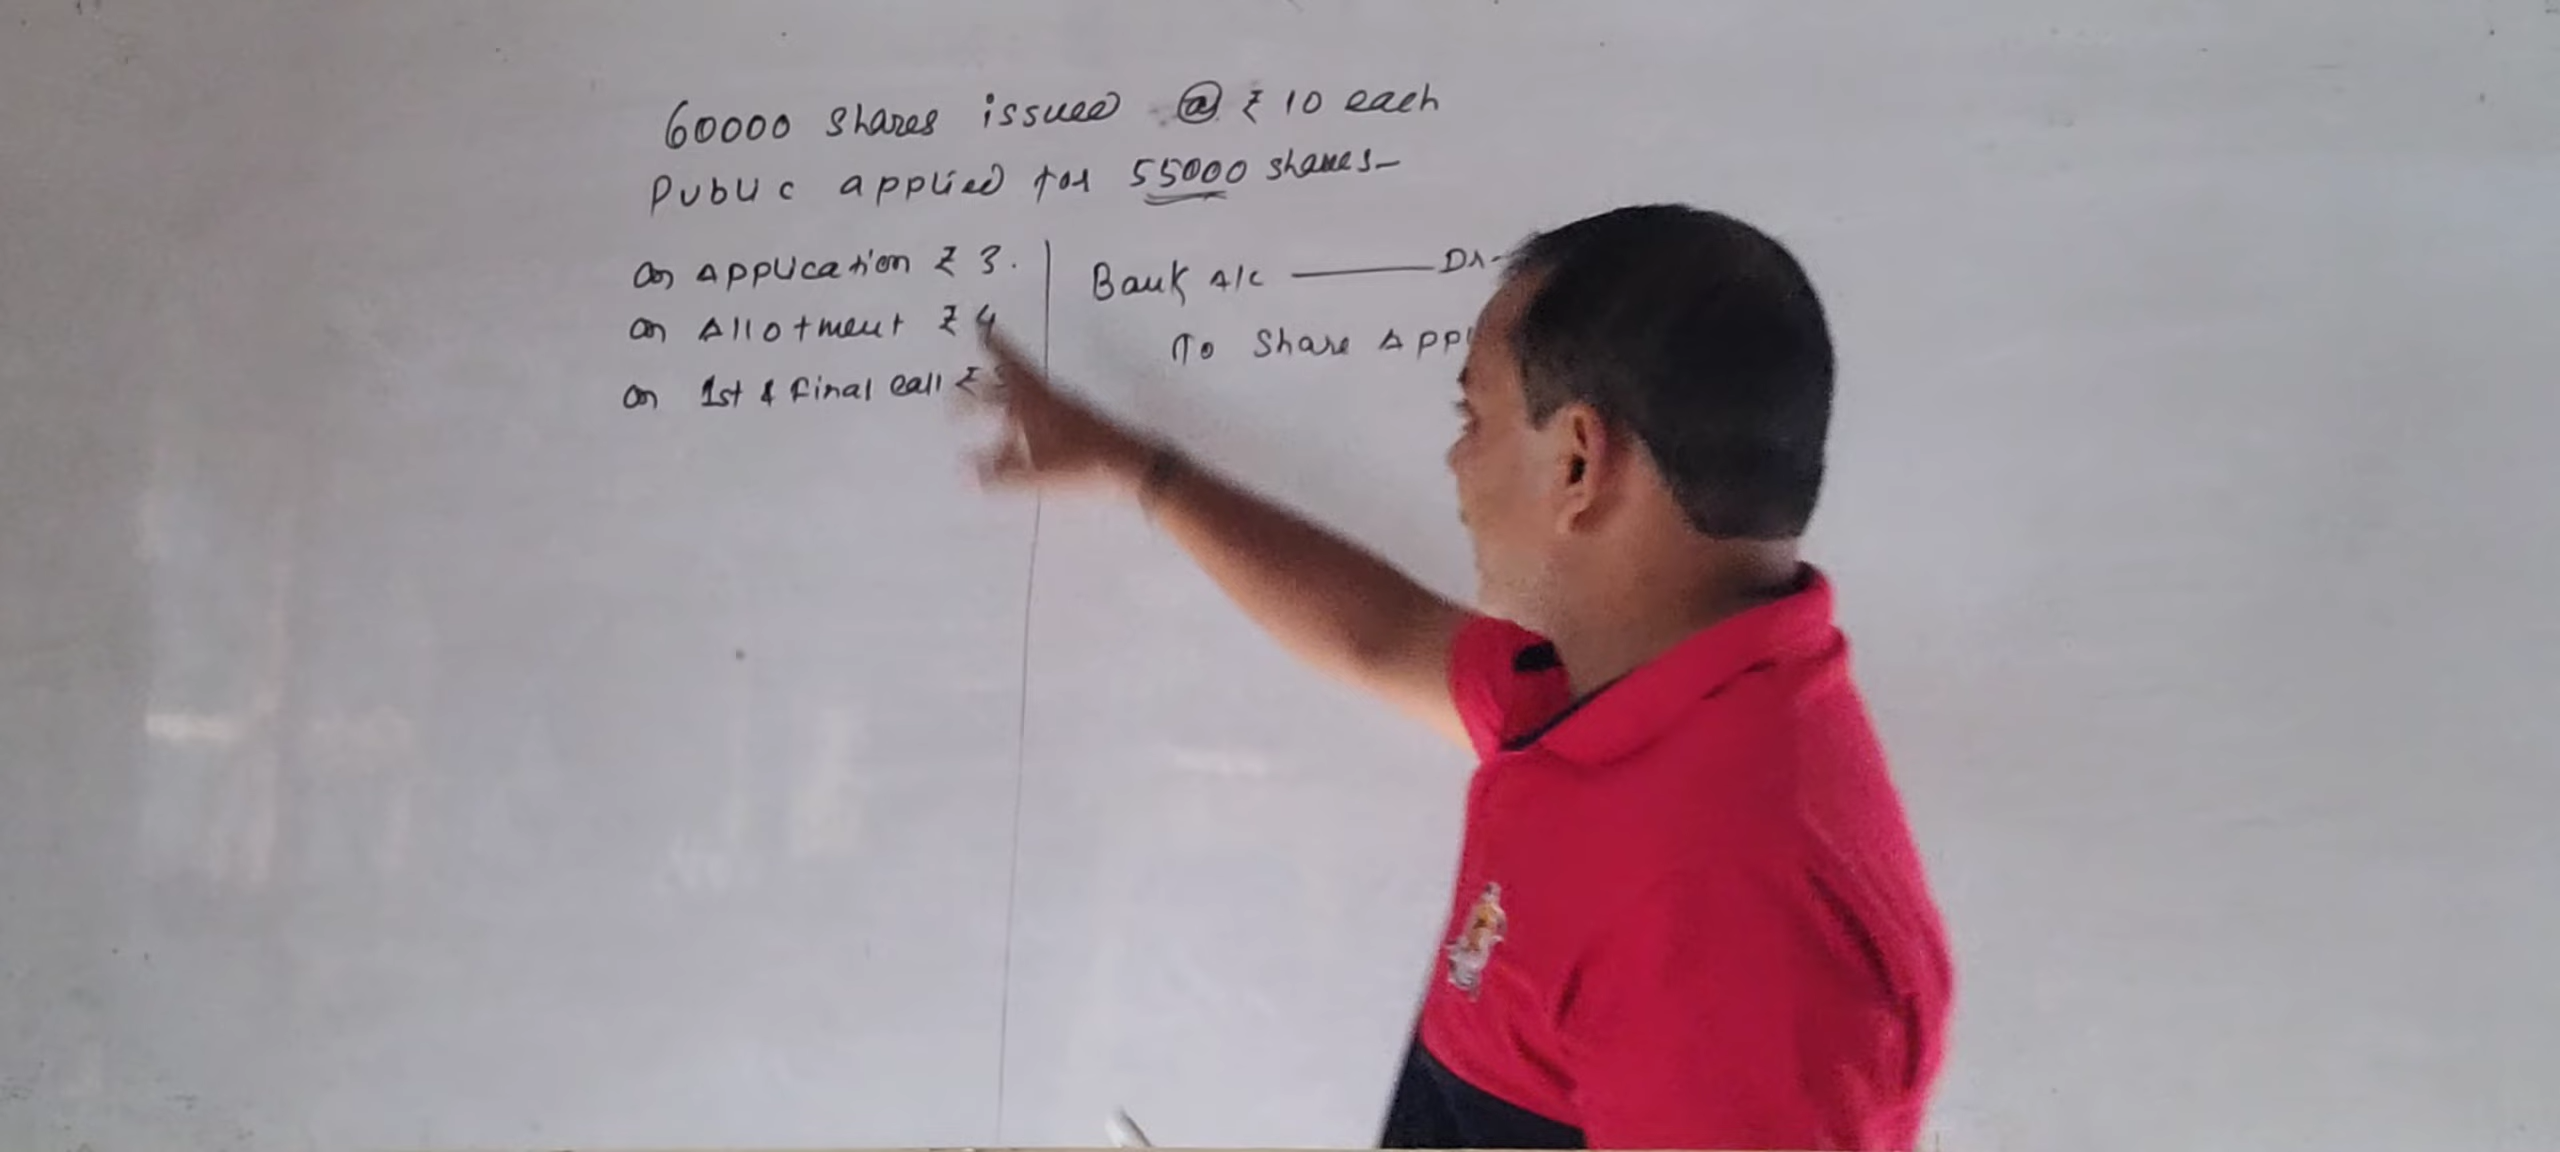 60000 shares issued @ ₹ 10 each
Public applied for 55000 shares-
on Application ₹ 3.
on Allotment ₹ 4
on 1st & final call ₹
Bank A/c ——— Dr-
To Share